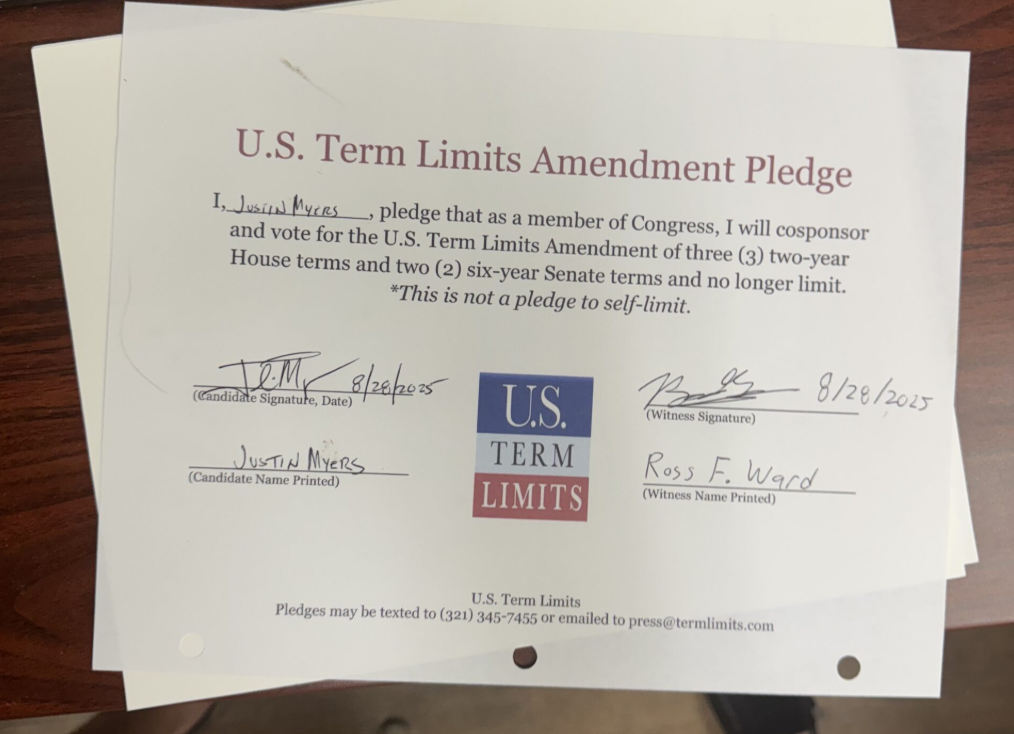 U.S. Term Limits Amendment Pledge
I, Justin Myers, pledge that as a member of Congress, I will cosponsor
and vote for the U.S. Term Limits Amendment of three (3) two-year
House terms and two (2) six-year Senate terms and no longer limit.
*This is not a pledge to self-limit.
8/28/2025
(Candidate Signature, Date)
8/28/2025
(Witness Signature)
Justin Myers
(Candidate Name Printed)
U.S.
TERM
LIMITS
Ross F. Ward
(Witness Name Printed)
U.S. Term Limits
Pledges may be texted to (321) 345-7455 or emailed to press@termlimits.com